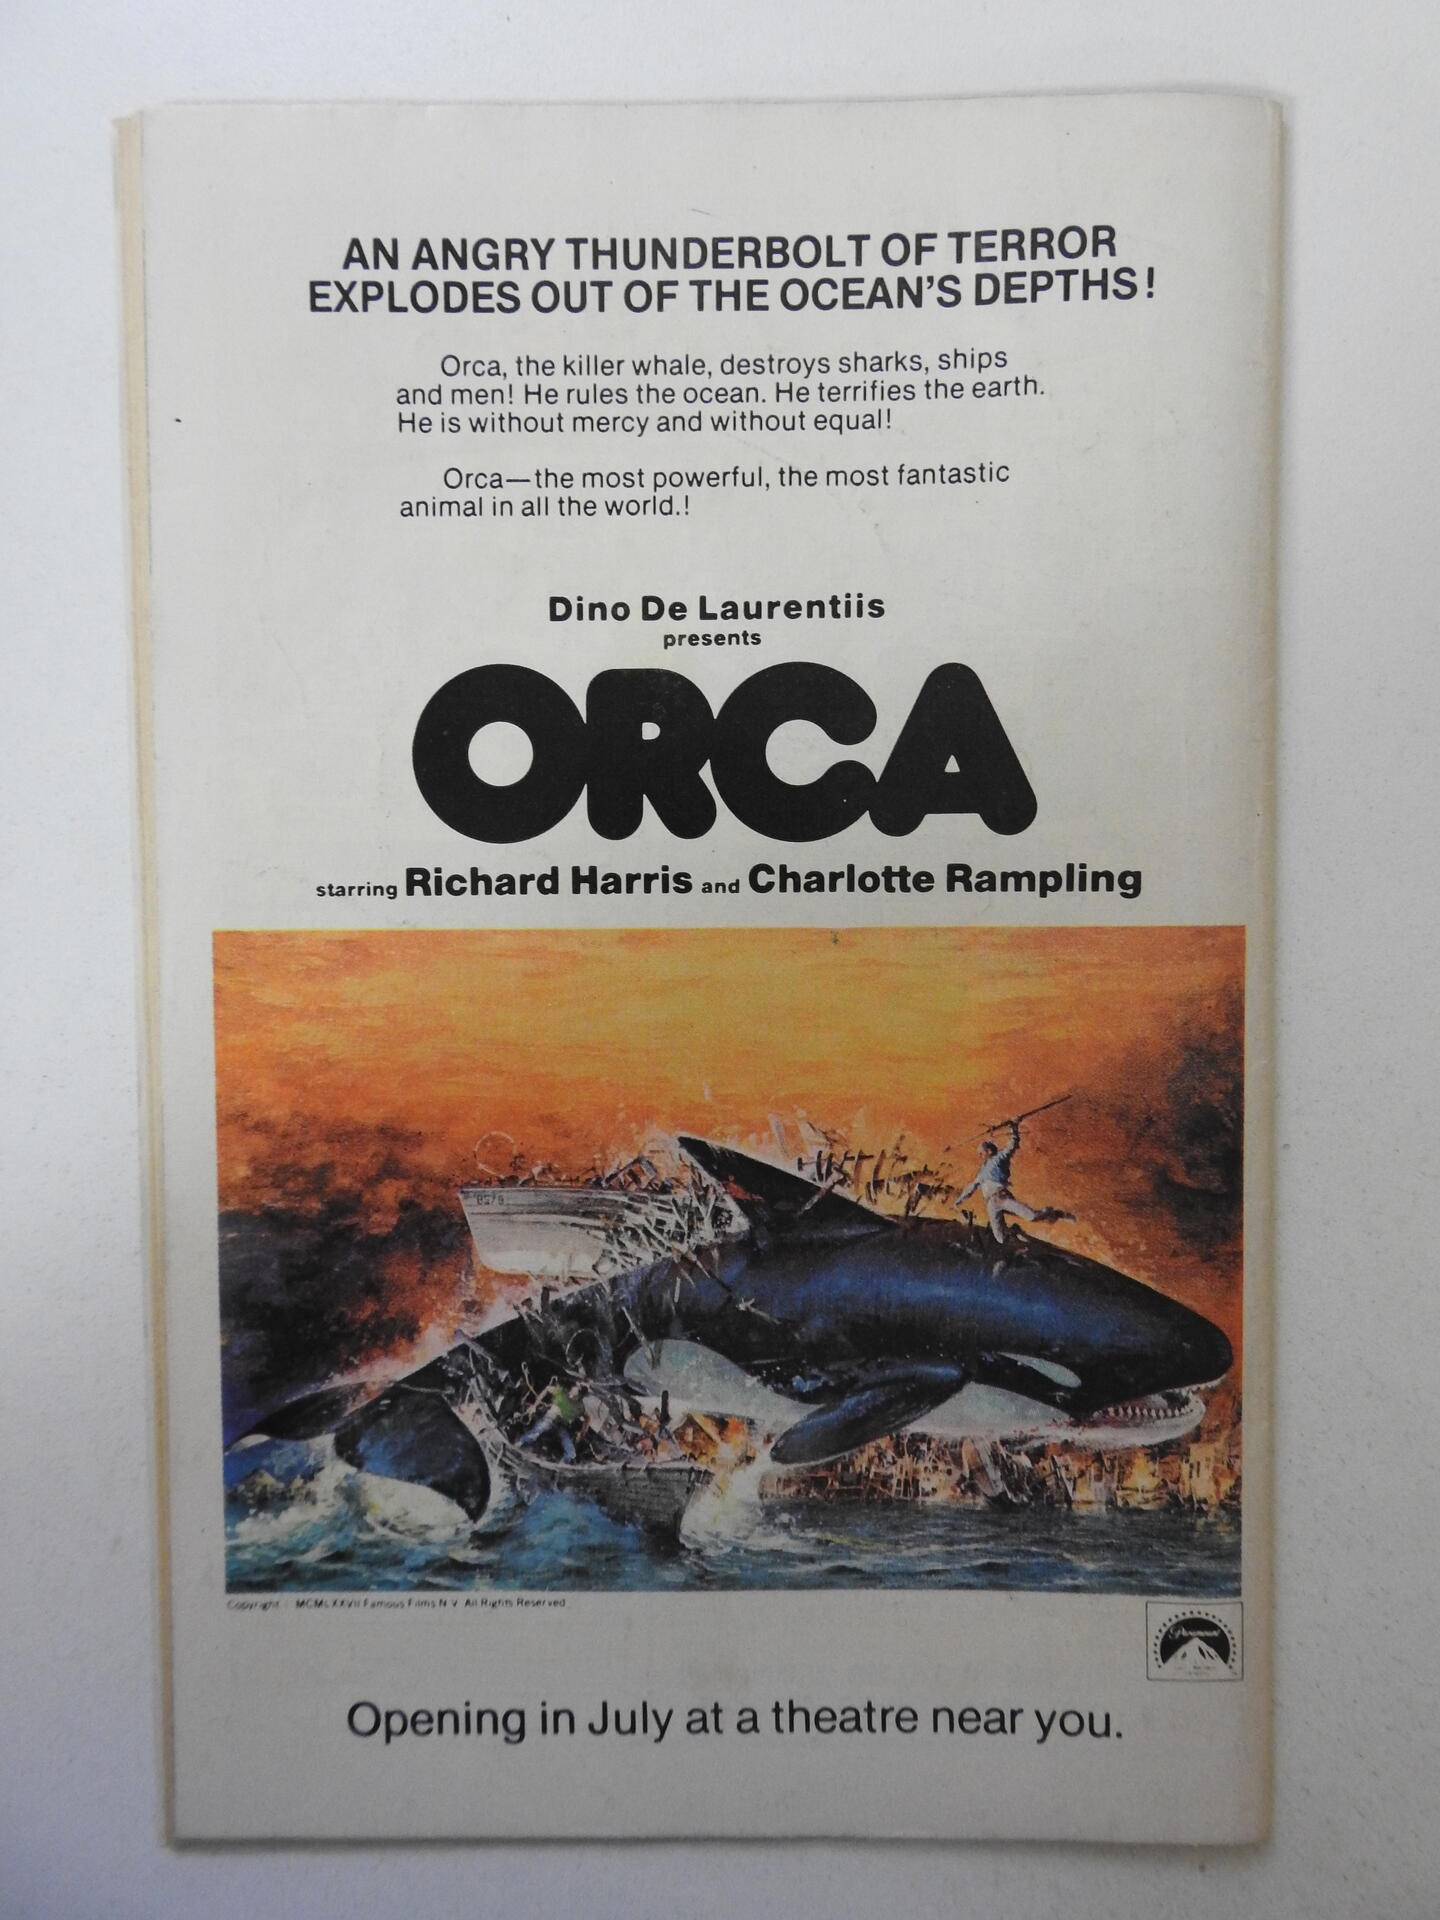 AN ANGRY THUNDERBOLT OF TERROR
EXPLODES OUT OF THE OCEAN'S DEPTHS!
Orca, the killer whale, destroys sharks, ships
and men! He rules the ocean. He terrifies the earth.
He is without mercy and without equal!
Orca—the most powerful, the most fantastic
animal in all the world.!
Dino De Laurentiis
presents
ORCA
starring Richard Harris and Charlotte Rampling
Copyright MCMLXXVII Famous Films N V All Rights Reserved
Paramount
Opening in July at a theatre near you.